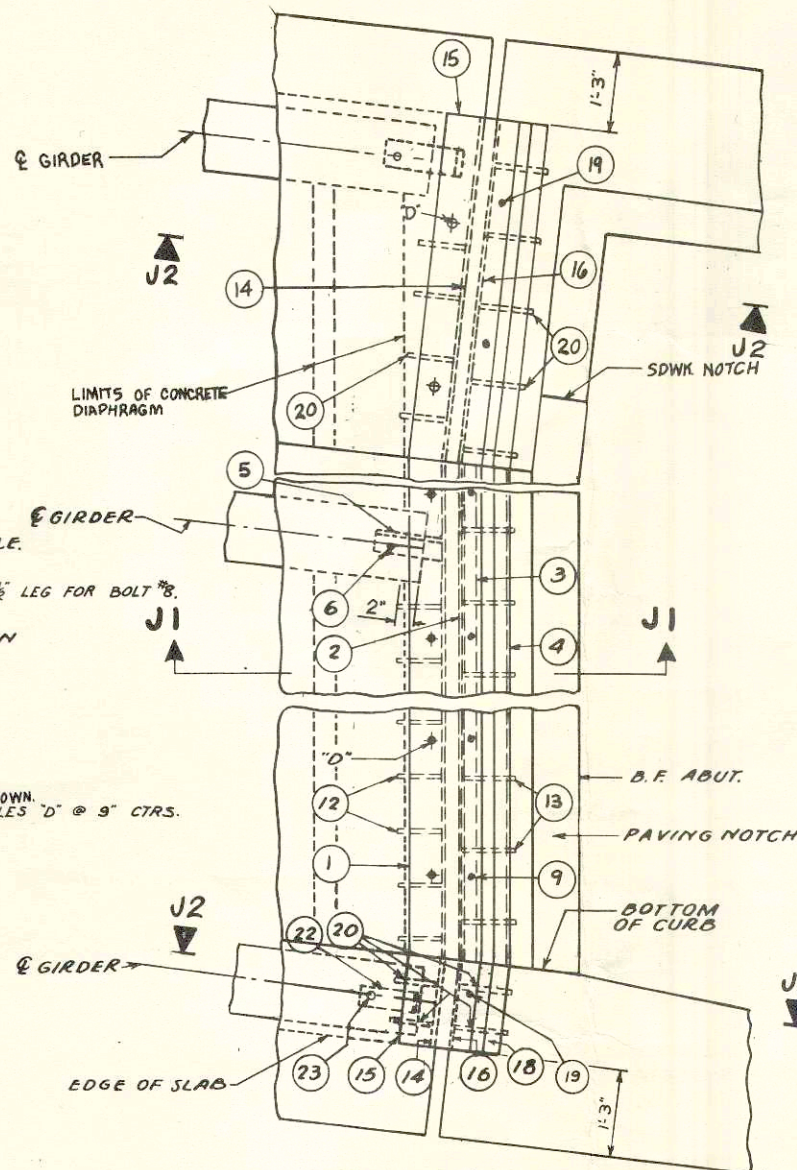 15
1'-3"
℄ GIRDER
19
"D"
J2
14
16
J2
20
SDWK NOTCH
LIMITS OF CONCRETE
DIAPHRAGM
20
5
℄ GIRDER
LE.
3
½" LEG FOR BOLT #8.
6
2"
J1
J1
N
2
4
"D"
B.F. ABUT.
OWN.
LES "D" @ 9" CTRS.
12
13
PAVING NOTCH
1
9
J2
BOTTOM
OF CURB
22
20
℄ GIRDER
J
23
15
14
16
18
19
EDGE OF SLAB
1'-3"